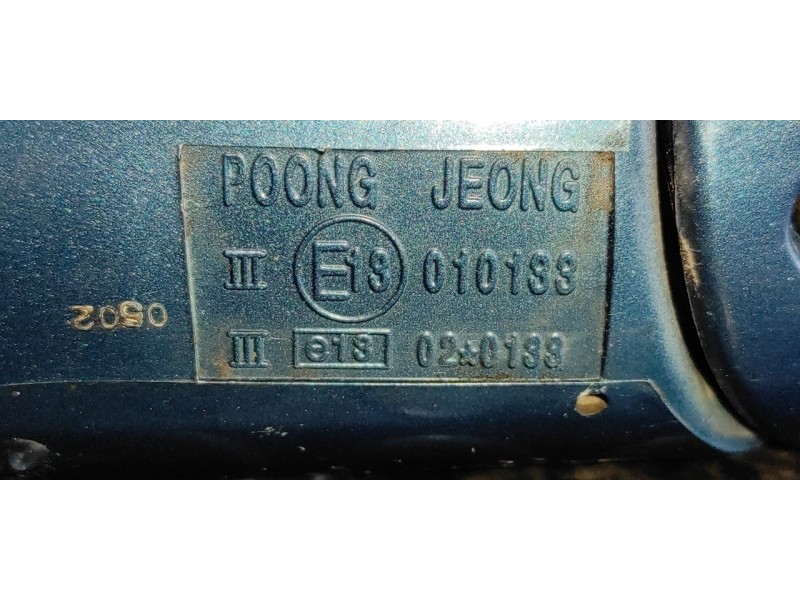 POONG JEONG
III E13 010133
III e13 02*0133
0502